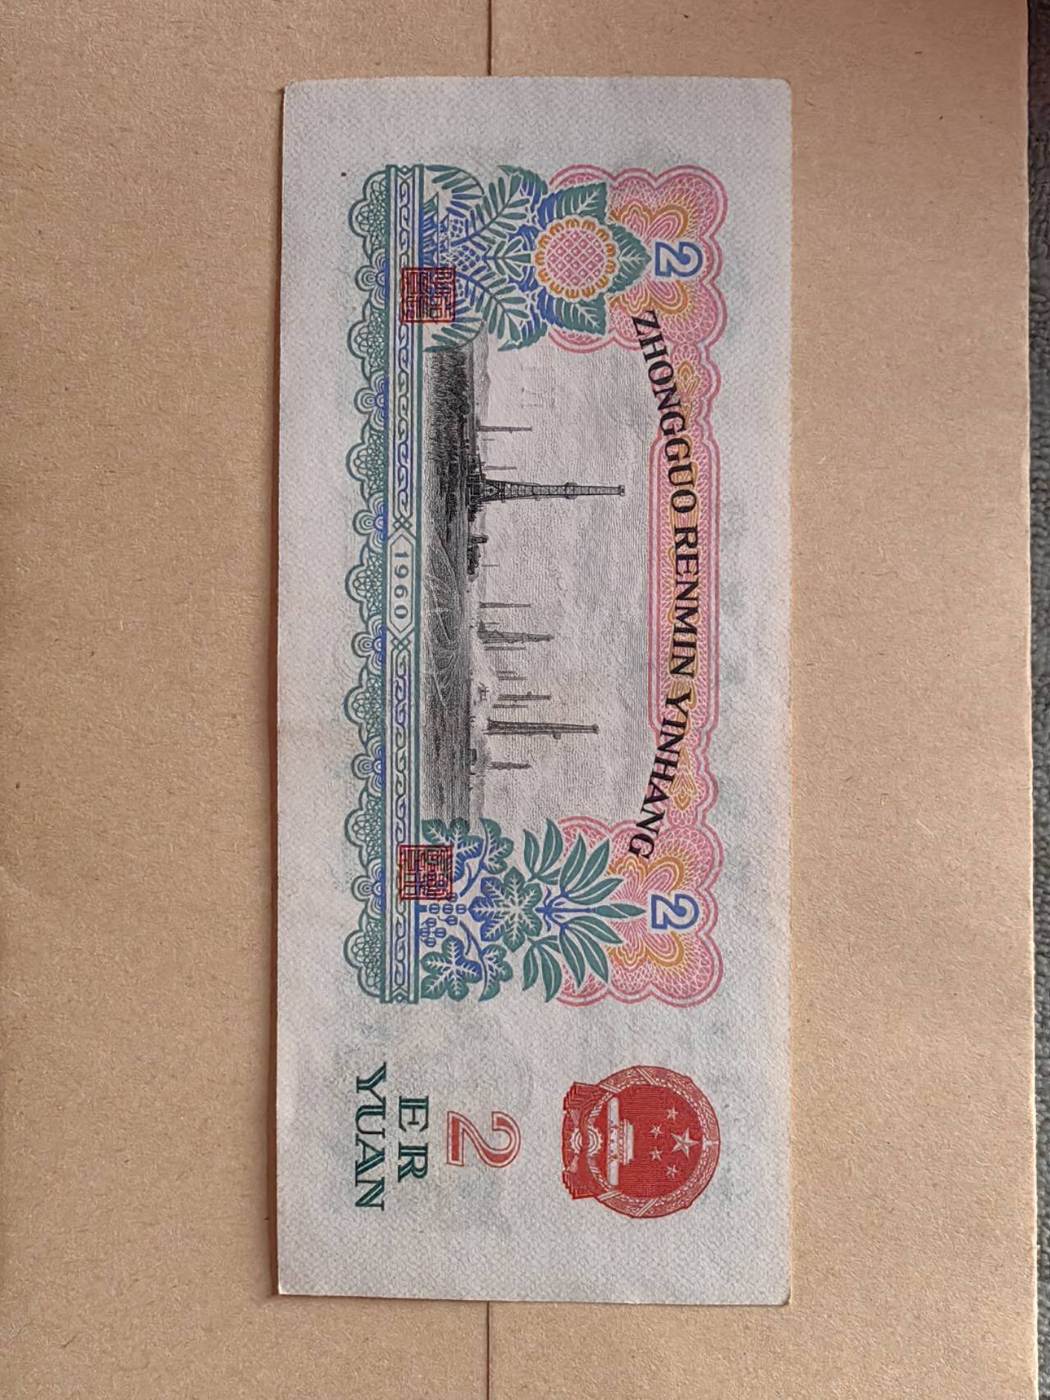 2
2
ZHONGGUO RENMIN YINHANG
1960
2
ER
YUAN